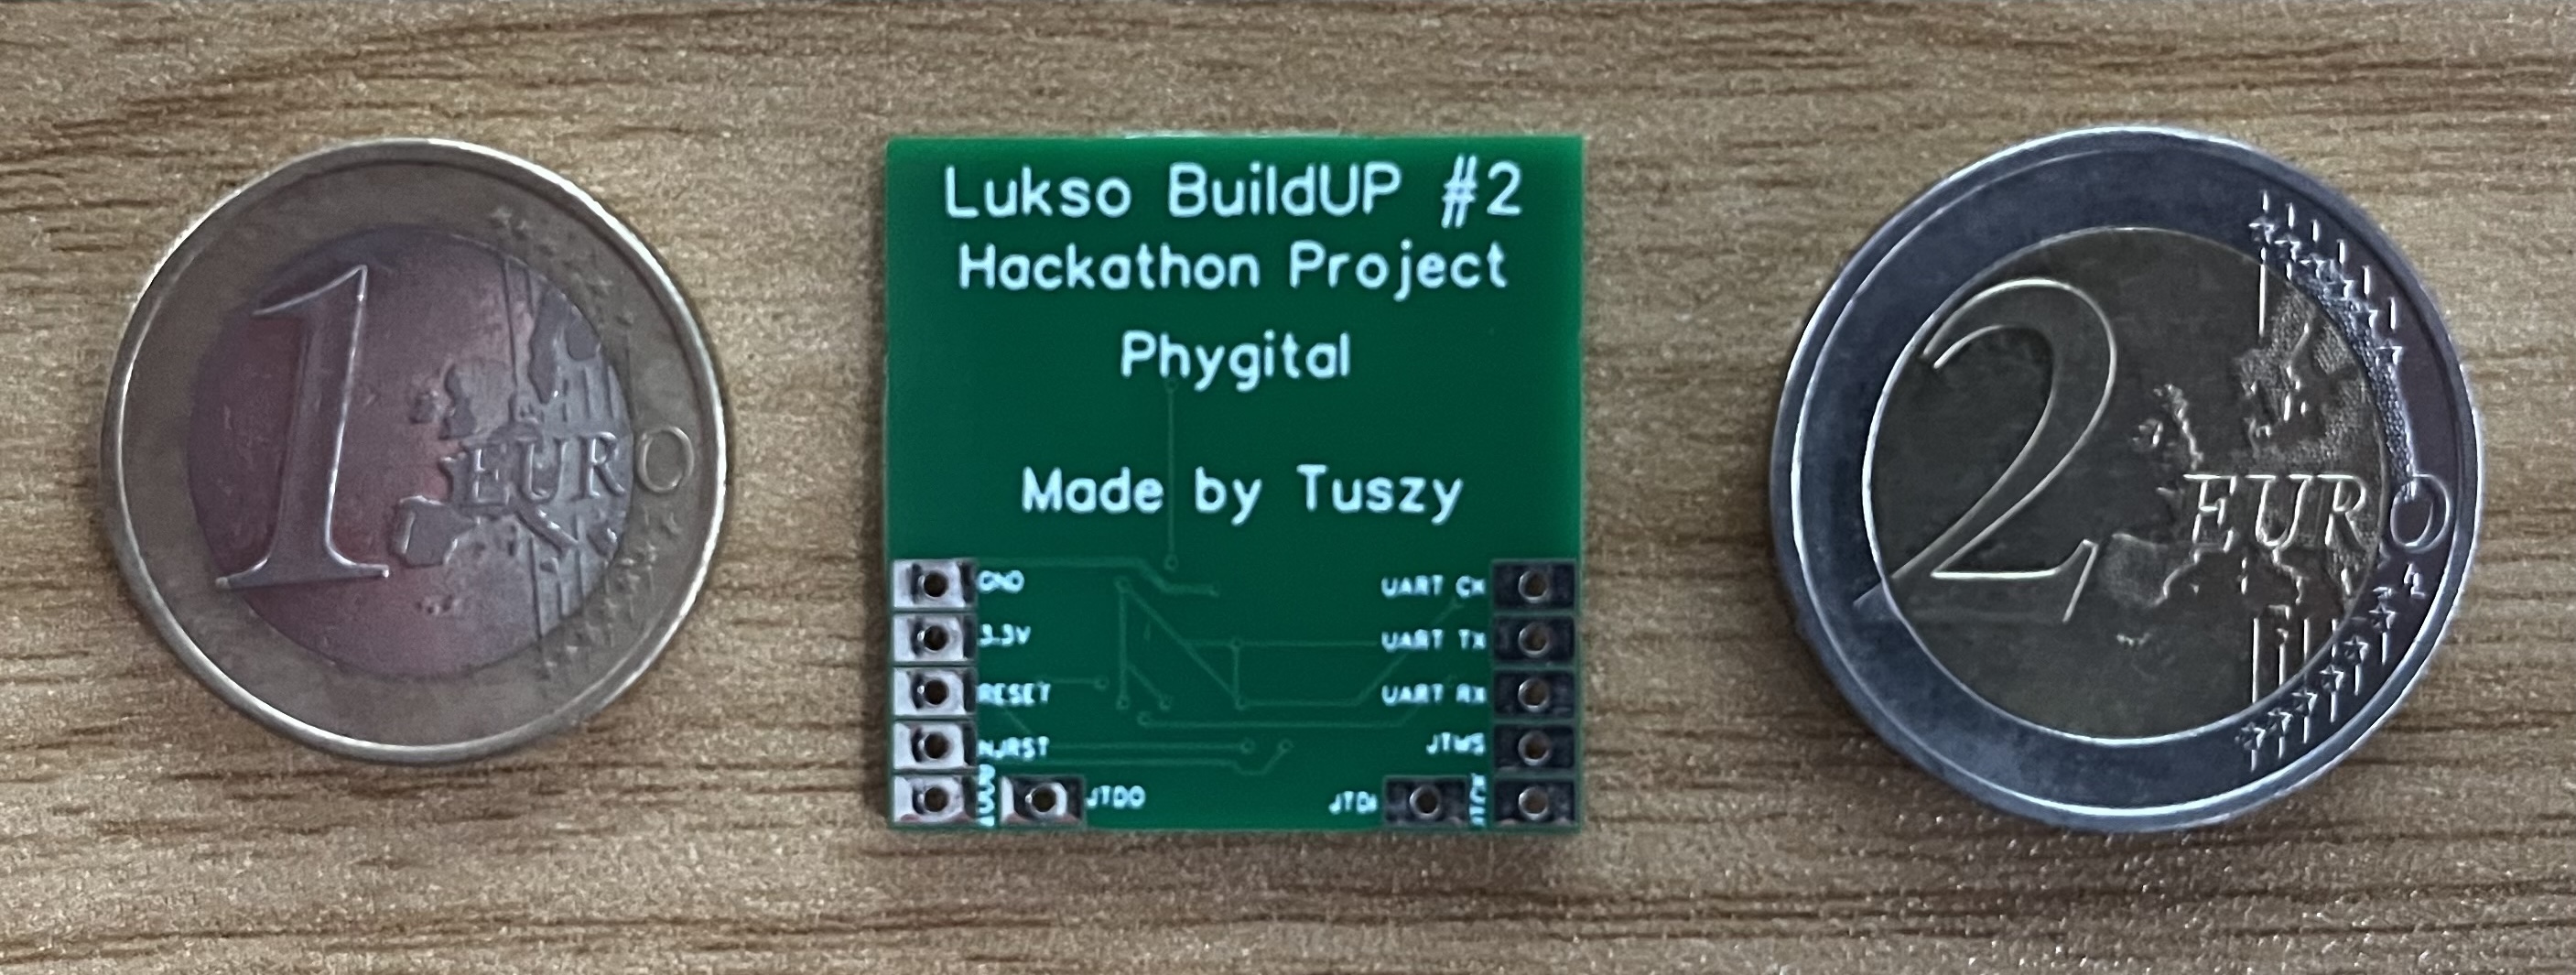 1 EURO
Lukso BuildUP #2
Hackathon Project
Phygital
Made by Tuszy
2 EURO
GND
3.3V
RESET
NJRST
JTDO
UART CK
UART TX
UART RX
JTMS
JTDI